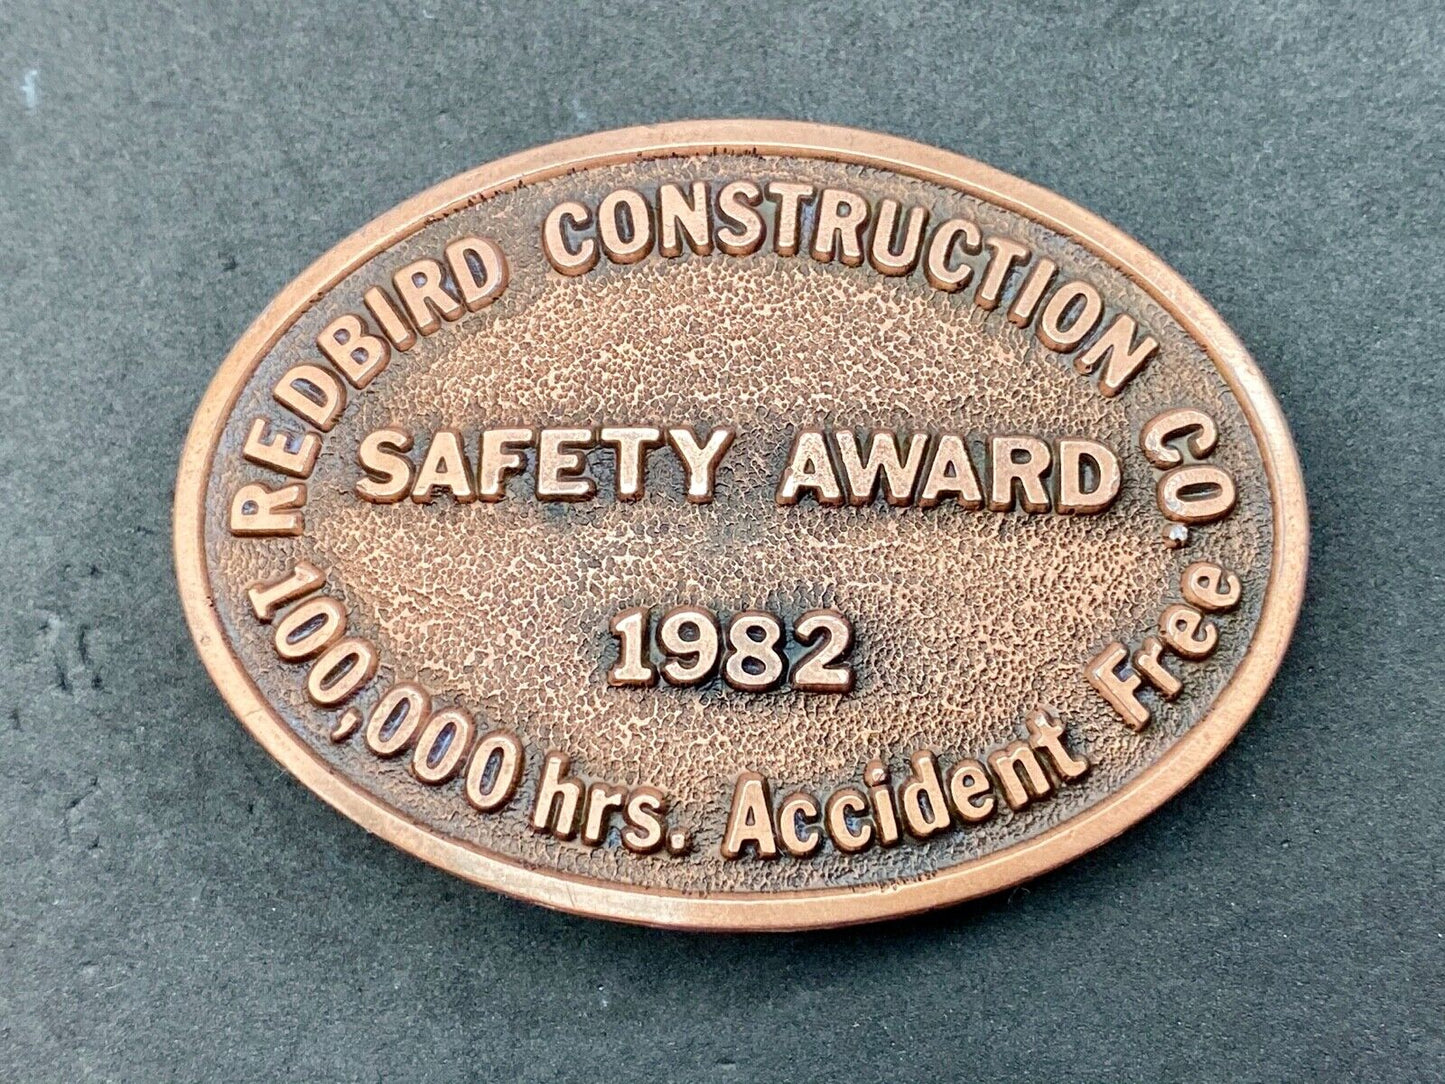 REDBIRD CONSTRUCTION CO.
SAFETY AWARD
1982
100,000 hrs. Accident Free